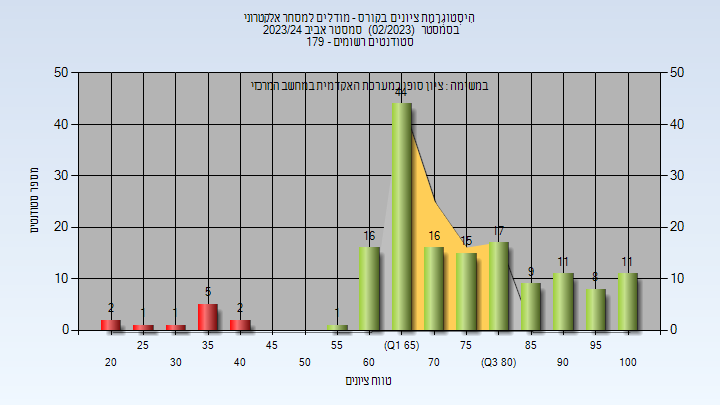 היסטוגרמת ציונים בקורס - מודלים למסחר אלקטרוני
בסמסטר (02/2023) סמסטר אביב 2023/24
סטודנטים רשומים - 179
במשימה : ציון סופי במערכת האקדמית במחשב המרכזי
מספר סטודנטים
50 50
40 40
30 30
20 20
10 10
0 0
2 1 1 5 2 1 16 44 16 15 17 9 11 8 11
25 35 45 55 (Q1 65) 75 85 95
20 30 40 50 60 70 (Q3 80) 90 100
טווח ציונים